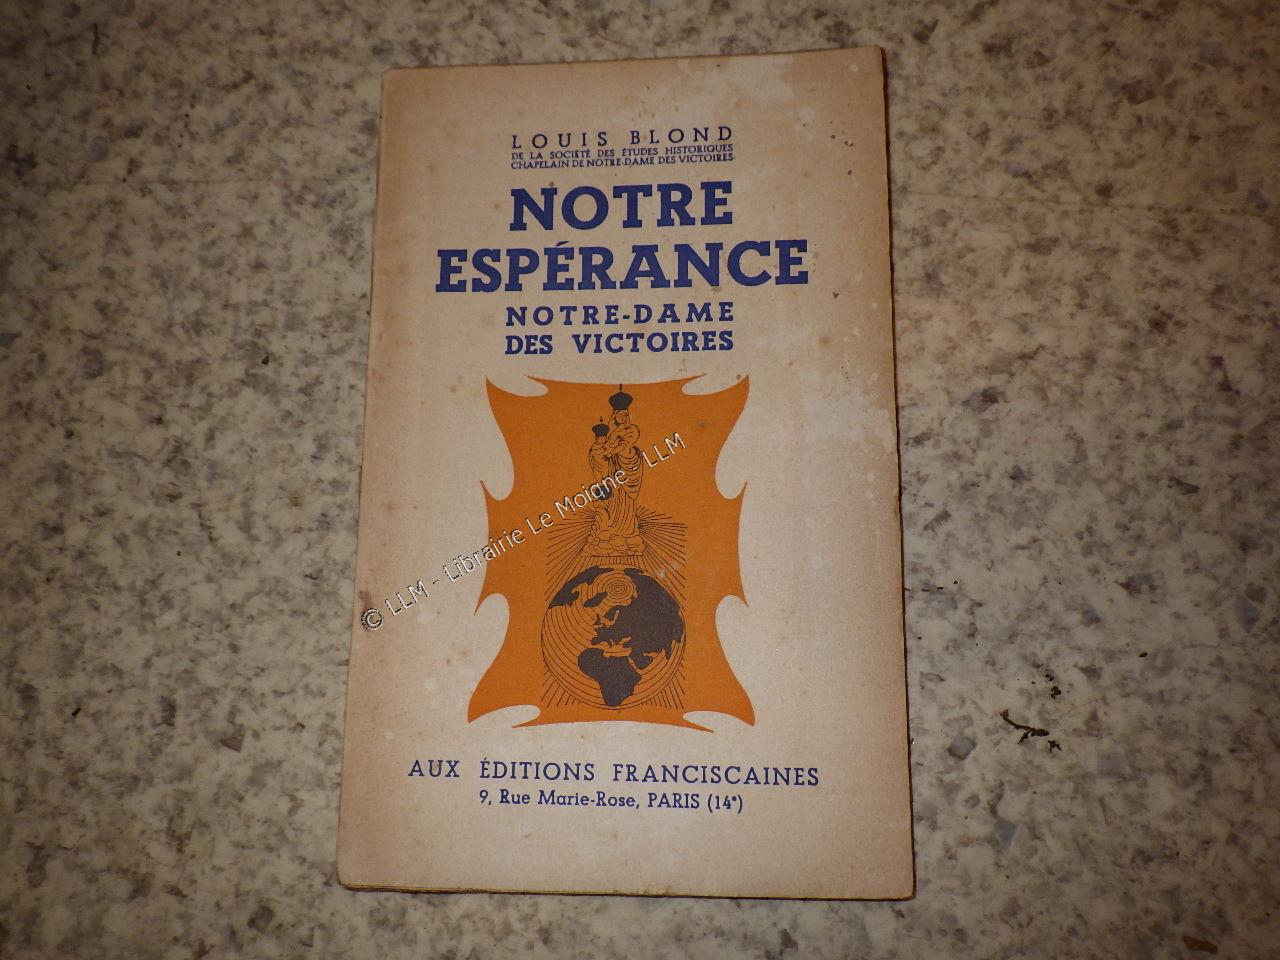 LOUIS BLOND
DE LA SOCIÉTÉ DES ÉTUDES HISTORIQUES
CHAPELAIN DE NOTRE-DAME DES VICTOIRES
NOTRE
ESPÉRANCE
NOTRE-DAME
DES VICTOIRES
© LLM - Librairie Le Moigne - LLM
AUX ÉDITIONS FRANCISCAINES
9, Rue Marie-Rose, PARIS (14e)